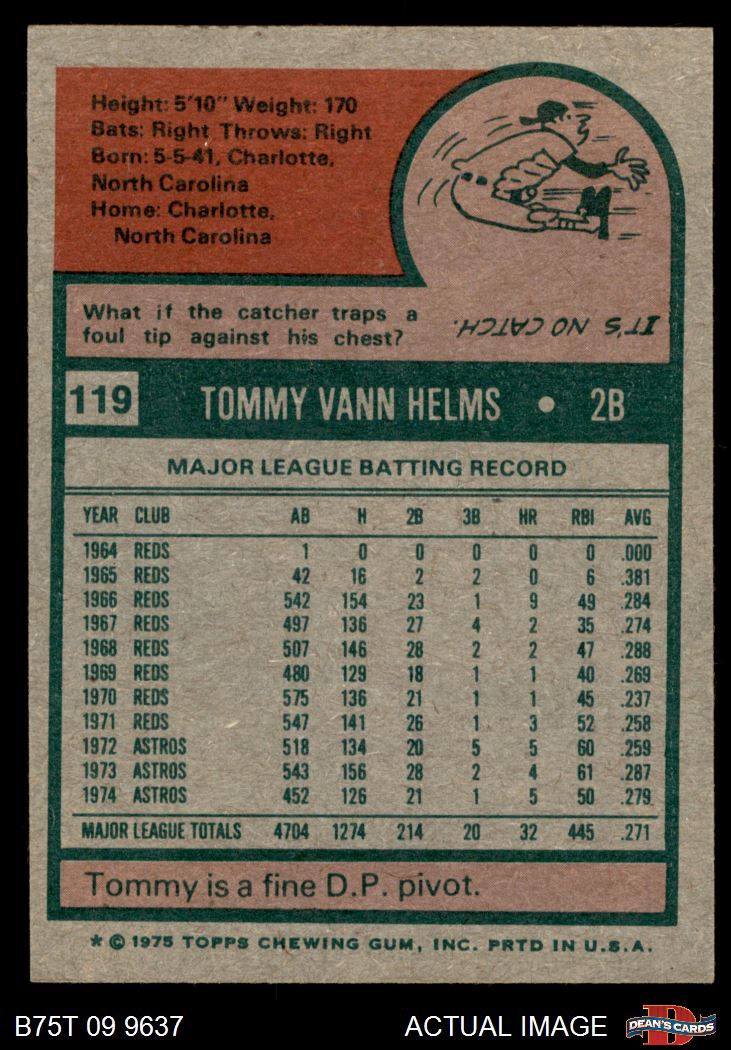 Height: 5'10" Weight: 170
Bats: Right Throws: Right
Born: 5-5-41, Charlotte,
North Carolina
Home: Charlotte,
North Carolina
What if the catcher traps a
foul tip against his chest?
IT'S NO CATCH.
119 TOMMY VANN HELMS • 2B
MAJOR LEAGUE BATTING RECORD
YEAR CLUB AB H 2B 3B HR RBI AVG
1964 REDS 1 0 0 0 0 0 .000
1965 REDS 42 16 2 2 0 6 .381
1966 REDS 542 154 23 1 9 49 .284
1967 REDS 497 136 27 4 2 35 .274
1968 REDS 507 146 28 2 2 47 .288
1969 REDS 480 129 18 1 1 40 .269
1970 REDS 575 136 21 1 1 45 .237
1971 REDS 547 141 26 1 3 52 .258
1972 ASTROS 518 134 20 5 5 60 .259
1973 ASTROS 543 156 28 2 4 61 .287
1974 ASTROS 452 126 21 1 5 50 .279
MAJOR LEAGUE TOTALS 4704 1274 214 20 32 445 .271
Tommy is a fine D.P. pivot.
* © 1975 TOPPS CHEWING GUM, INC. PRTD IN U.S.A.
B75T 09 9637 ACTUAL IMAGE D DEAN'S CARDS